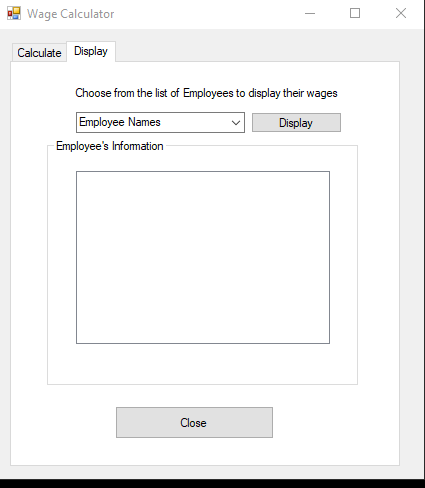 Wage Calculator
Calculate Display
Choose from the list of Employees to display their wages
Employee Names Display
Employee's Information
Close